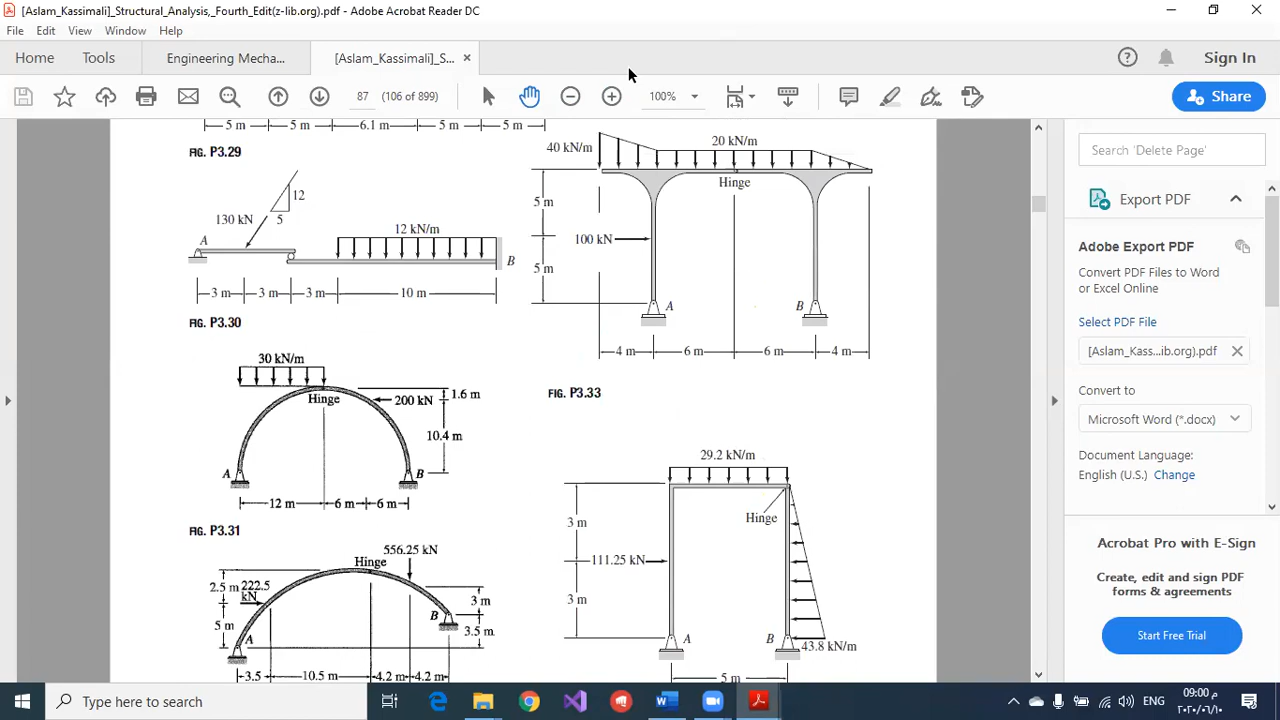 [Aslam_Kassimali]_Structural_Analysis,_Fourth_Edit(z-lib.org).pdf - Adobe Acrobat Reader DC
File Edit View Window Help
Home Tools Engineering Mecha... [Aslam_Kassimali]_S... × Sign In
87 (106 of 899) 100% Share
5 m 5 m 6.1 m 5 m 5 m
FIG. P3.29
12
5
130 kN
A
12 kN/m
B
3 m 3 m 3 m 10 m
FIG. P3.30
30 kN/m
Hinge
200 kN
1.6 m
10.4 m
A B
12 m 6 m 6 m
FIG. P3.31
556.25 kN
Hinge
2.5 m 222.5
kN
5 m
3 m
B
3.5 m
A
3.5 10.5 m 4.2 m 4.2 m
40 kN/m 20 kN/m
Hinge
5 m
100 kN
5 m
A B
4 m 6 m 6 m 4 m
FIG. P3.33
29.2 kN/m
Hinge
3 m
111.25 kN
3 m
A B
43.8 kN/m
5 m
Search 'Delete Page'
Export PDF
Adobe Export PDF
Convert PDF Files to Word
or Excel Online
Select PDF File
[Aslam_Kass...ib.org).pdf
Convert to
Microsoft Word (*.docx)
Document Language:
English (U.S.) Change
Acrobat Pro with E-Sign
Create, edit and sign PDF
forms & agreements
Start Free Trial
Type here to search
ENG
09:00 م
٢٠٢٠/٠٦/١٠